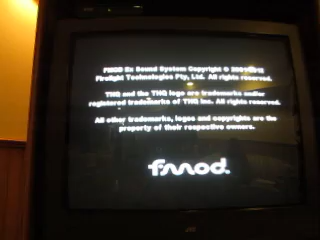 FMOD Ex Sound System Copyright ©
Firelight Technologies Pty, Ltd. All rights reserved.
THQ and the THQ logo are trademarks and/or
registered trademarks of THQ Inc. All rights reserved.
All other trademarks, logos and copyrights are the
property of their respective owners.
fmod.